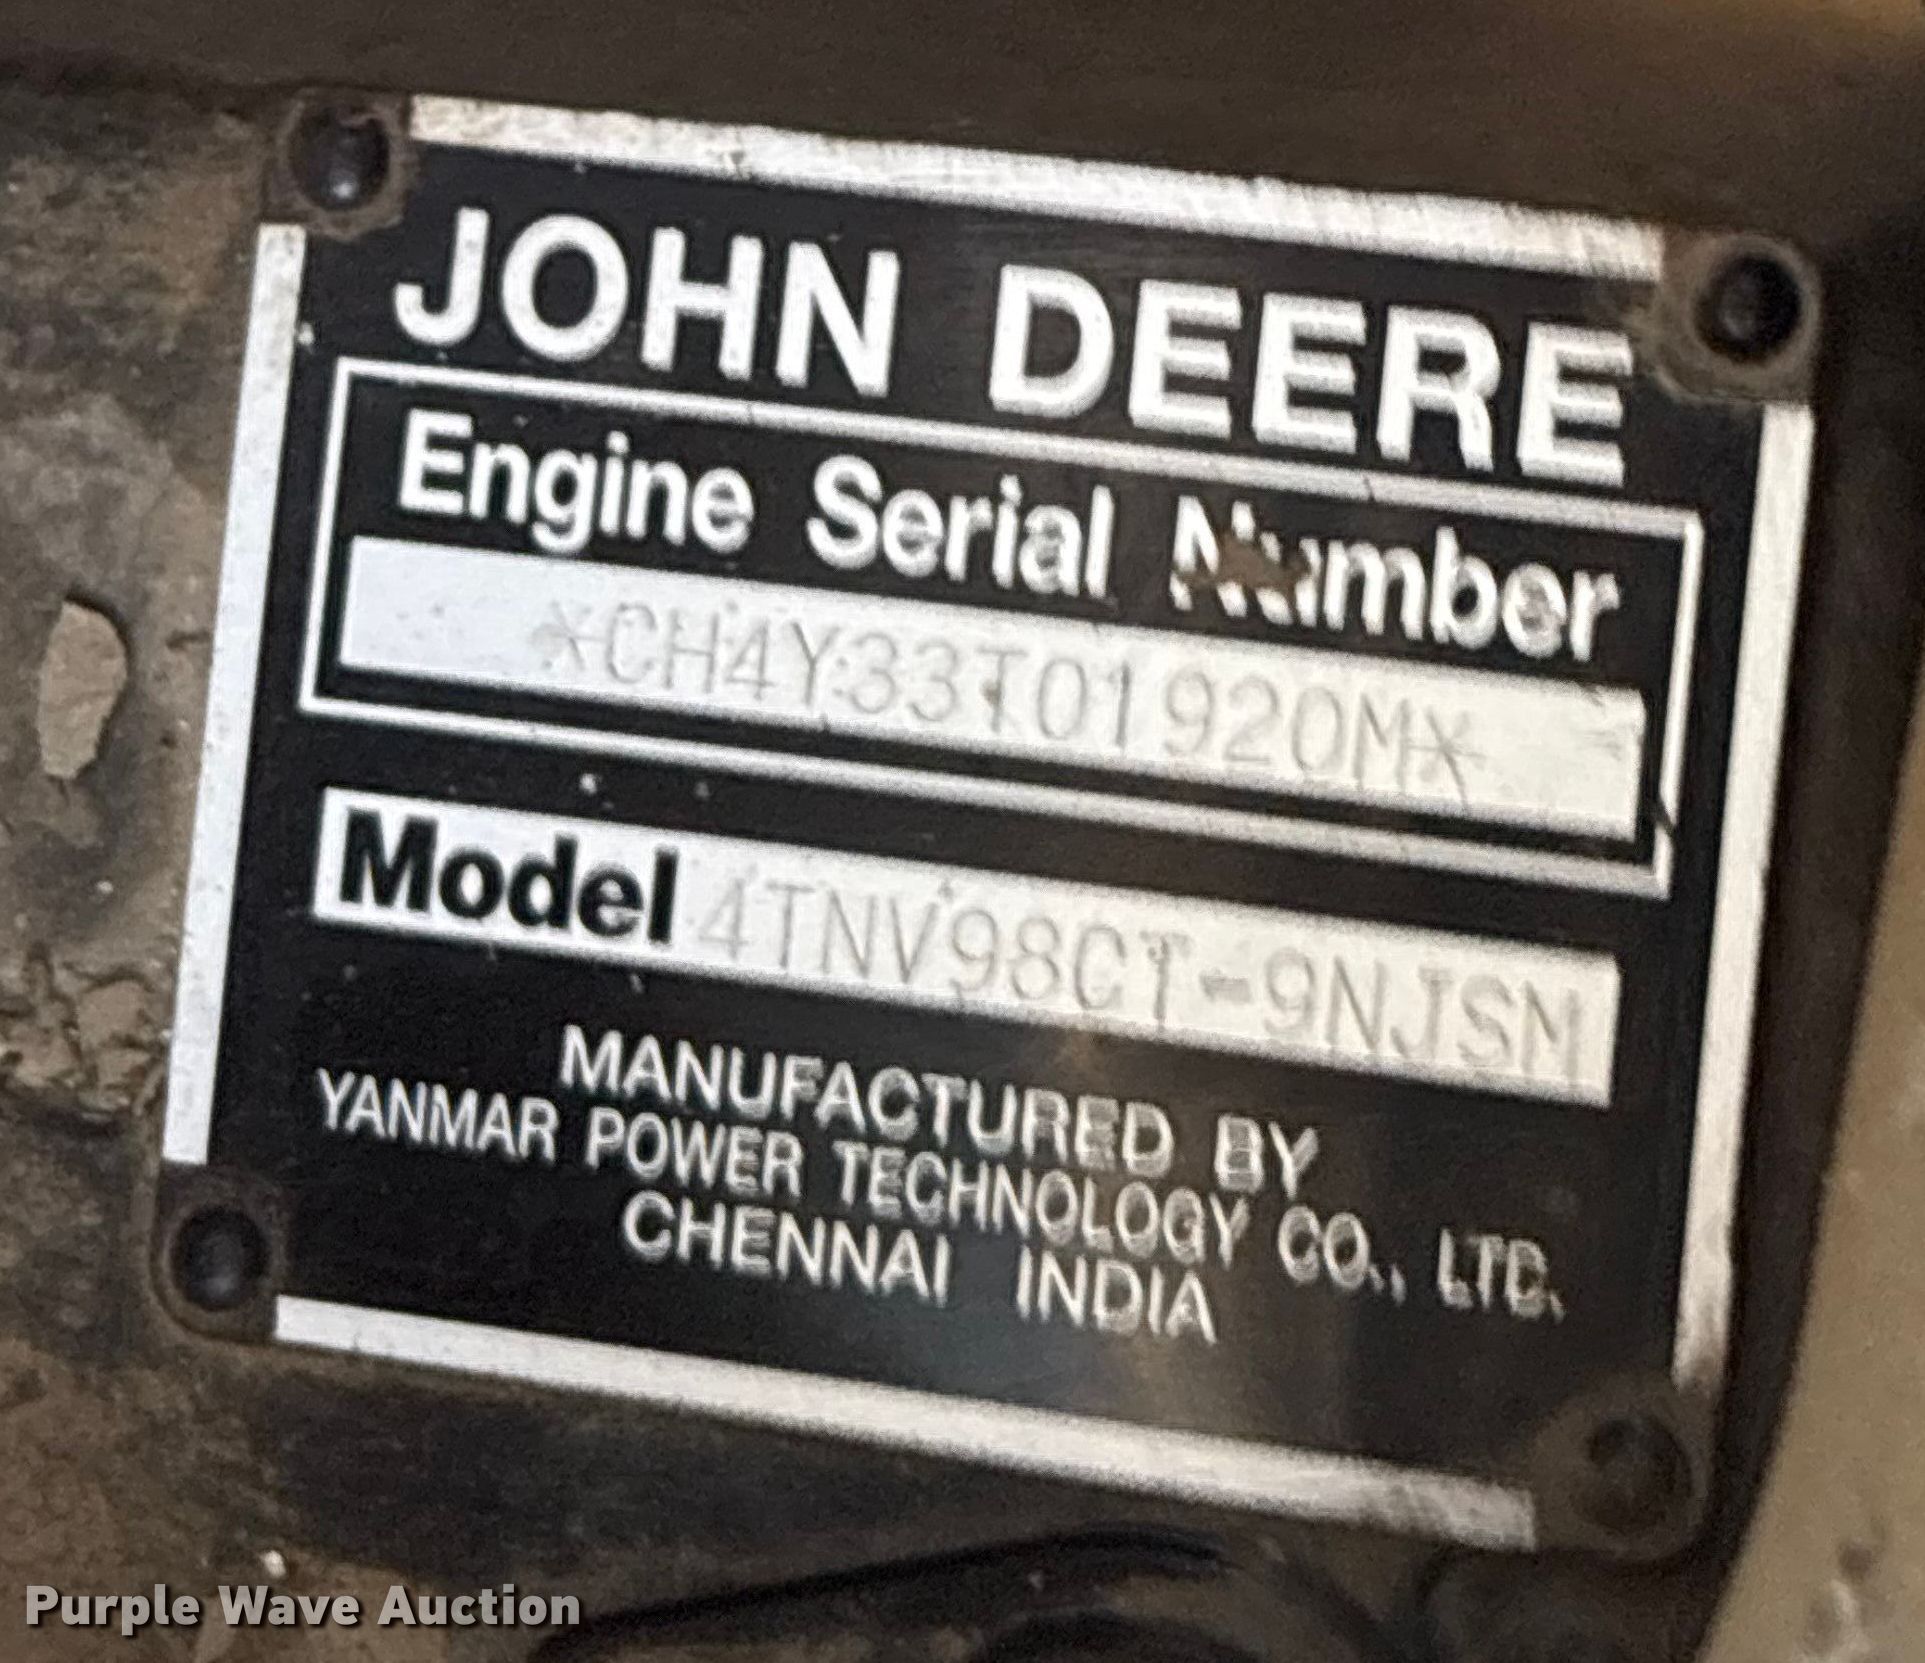 JOHN DEERE
Engine Serial Number
*CH4Y33T01920M*
Model 4TNV98CT-9NJSM
MANUFACTURED BY
YANMAR POWER TECHNOLOGY CO., LTD.
CHENNAI INDIA
Purple Wave Auction